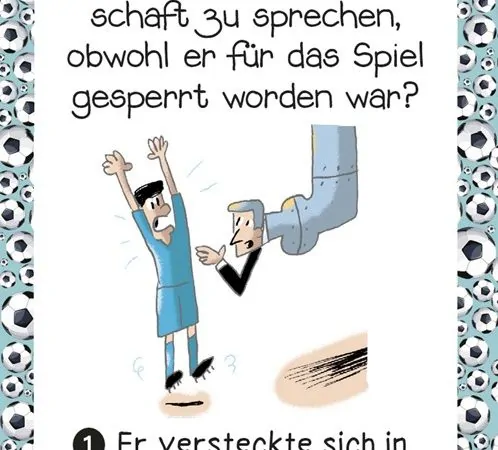 schaft zu sprechen,
obwohl er für das Spiel
gesperrt worden war?
1 Er versteckte sich in